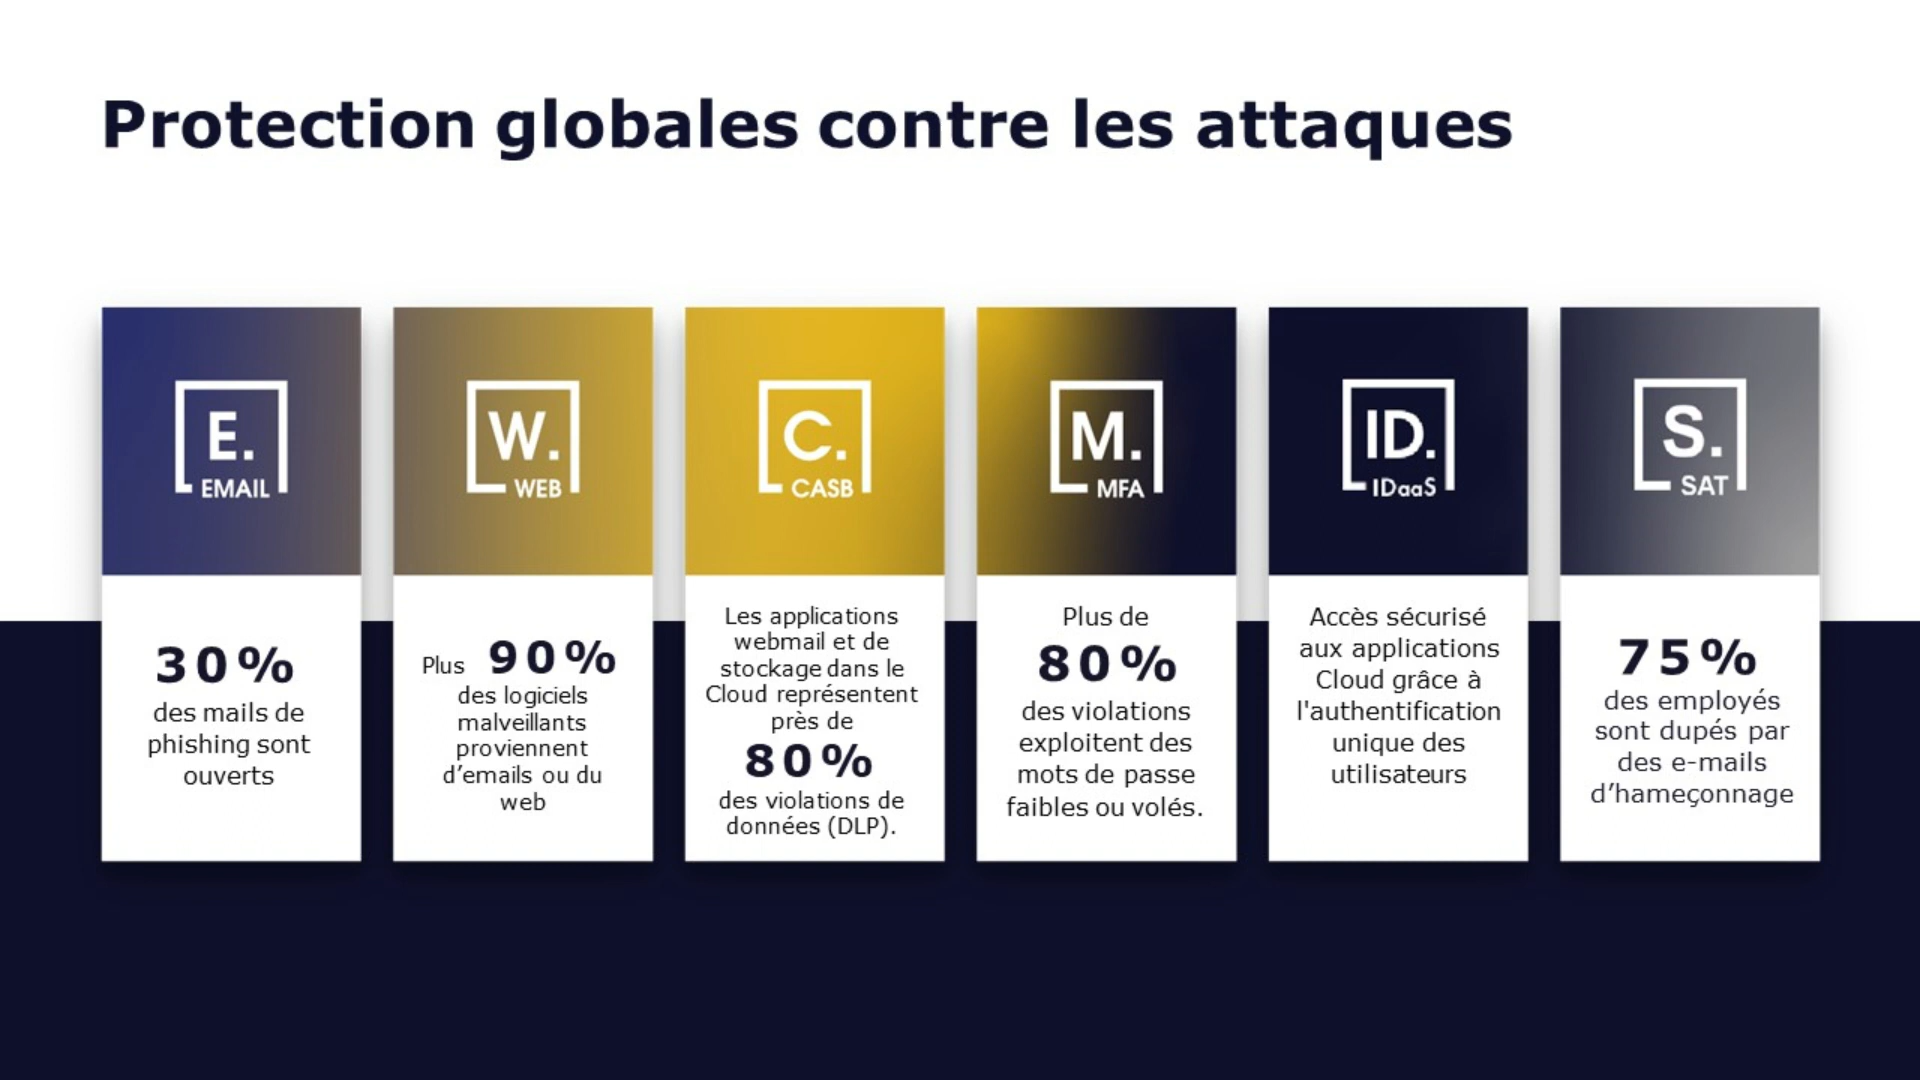 Protection globales contre les attaques
E.
EMAIL
30%
des mails de
phishing sont
ouverts
W.
WEB
Plus 90%
des logiciels
malveillants
proviennent
d’emails ou du
web
C.
CASB
Les applications
webmail et de
stockage dans le
Cloud représentent
près de
80%
des violations de
données (DLP).
M.
MFA
Plus de
80%
des violations
exploitent des
mots de passe
faibles ou volés.
ID.
IDaaS
Accès sécurisé
aux applications
Cloud grâce à
l'authentification
unique des
utilisateurs
S.
SAT
75%
des employés
sont dupés par
des e-mails
d’hameçonnage